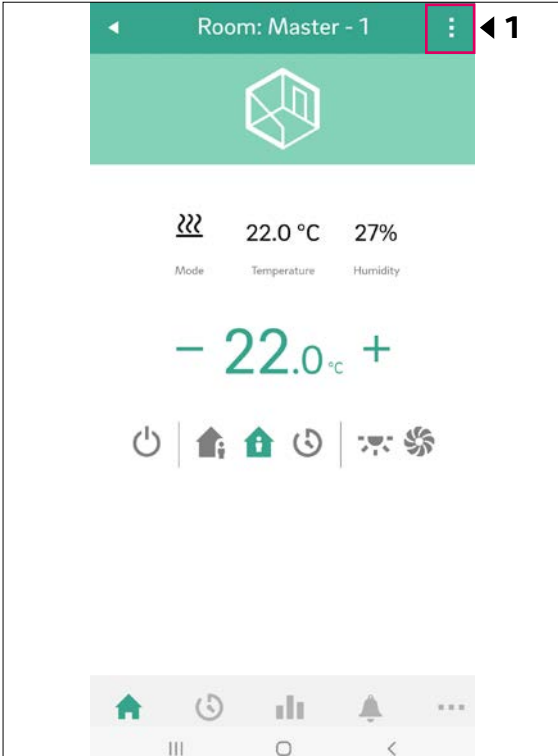 Room: Master - 1
1
22.0 °C 27%
Mode Temperature Humidity
− 22.0 °C +